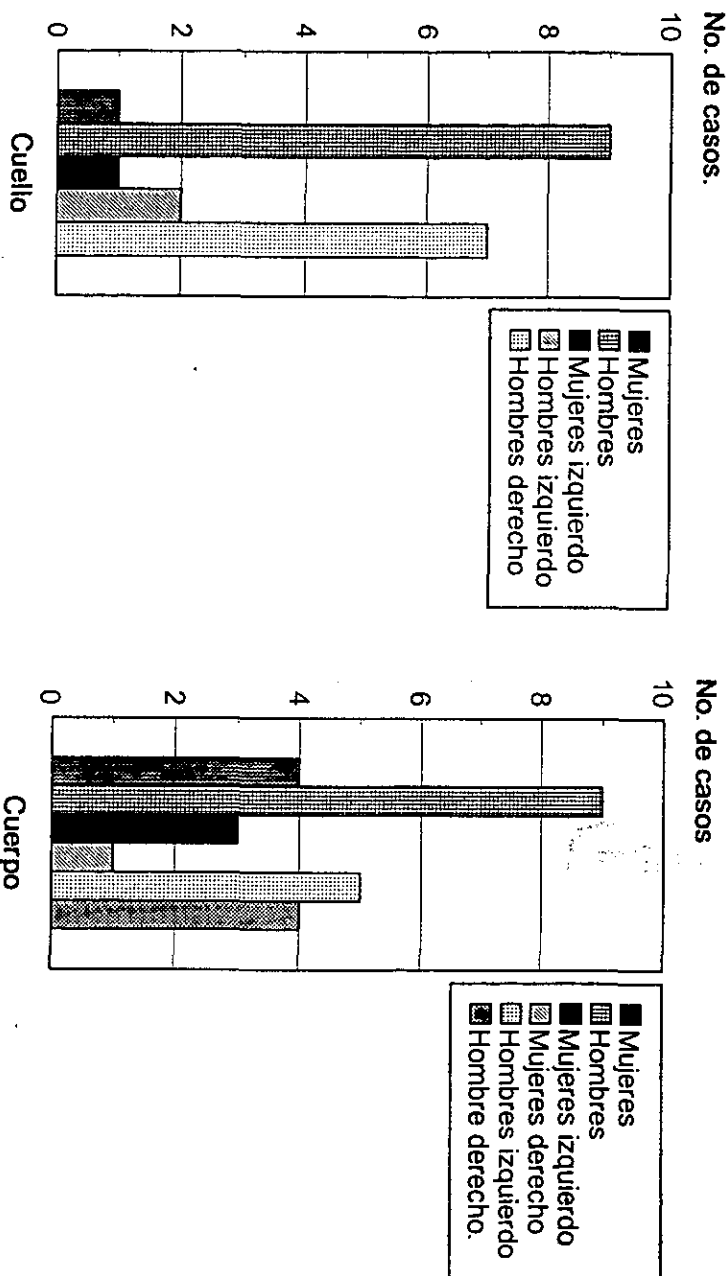 No. de casos.
10
8
6
4
2
0
Cuello
Mujeres
Hombres
Mujeres izquierdo
Hombres izquierdo
Hombres derecho
No. de casos
10
8
6
4
2
0
Cuerpo
Mujeres
Hombres
Mujeres izquierdo
Mujeres derecho
Hombres izquierdo
Hombre derecho.